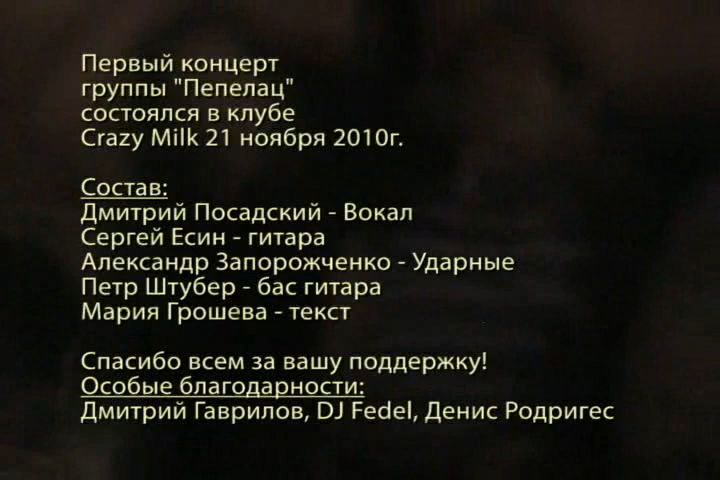 Первый концерт
группы "Пепелац"
состоялся в клубе
Crazy Milk 21 ноября 2010г.
Состав:
Дмитрий Посадский - Вокал
Сергей Есин - гитара
Александр Запорожченко - Ударные
Петр Штубер - бас гитара
Мария Грошева - текст
Спасибо всем за вашу поддержку!
Особые благодарности:
Дмитрий Гаврилов, DJ Fedel, Денис Родригес